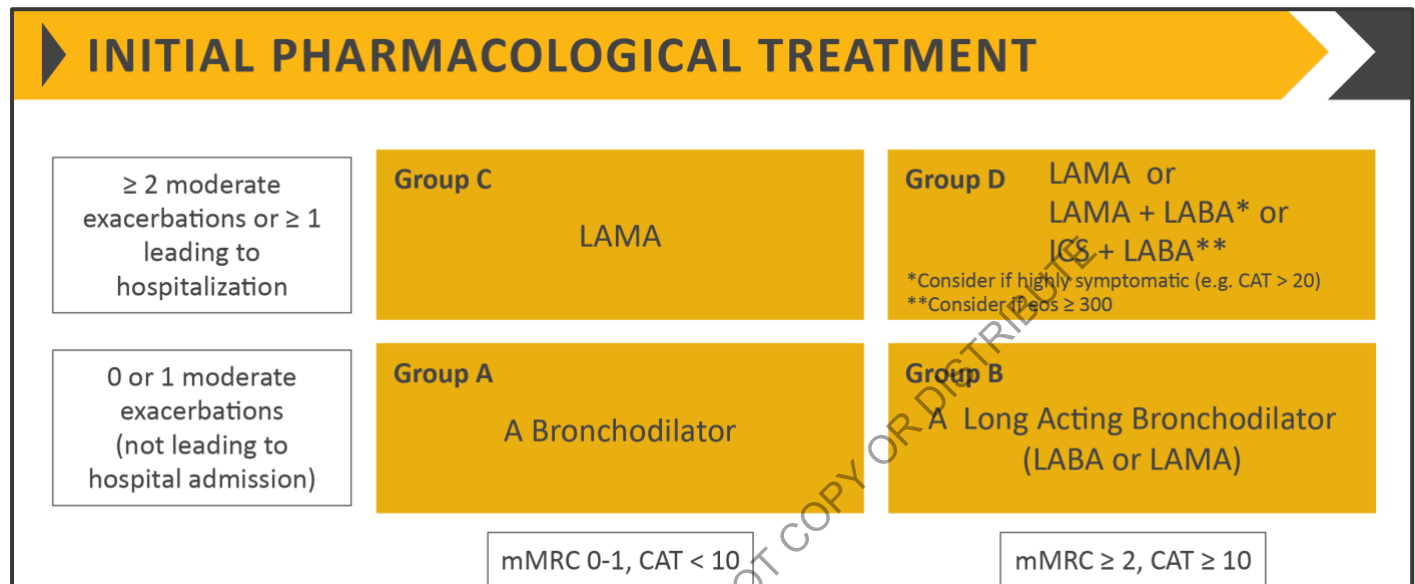 INITIAL PHARMACOLOGICAL TREATMENT
≥ 2 moderate
exacerbations or ≥ 1
leading to
hospitalization
Group C
LAMA
Group D
LAMA or
LAMA + LABA* or
ICS + LABA**
*Consider if highly symptomatic (e.g. CAT > 20)
**Consider if eos ≥ 300
0 or 1 moderate
exacerbations
(not leading to
hospital admission)
Group A
A Bronchodilator
Group B
A Long Acting Bronchodilator
(LABA or LAMA)
mMRC 0-1, CAT < 10
mMRC ≥ 2, CAT ≥ 10
COPY OR DISTRIBUTE